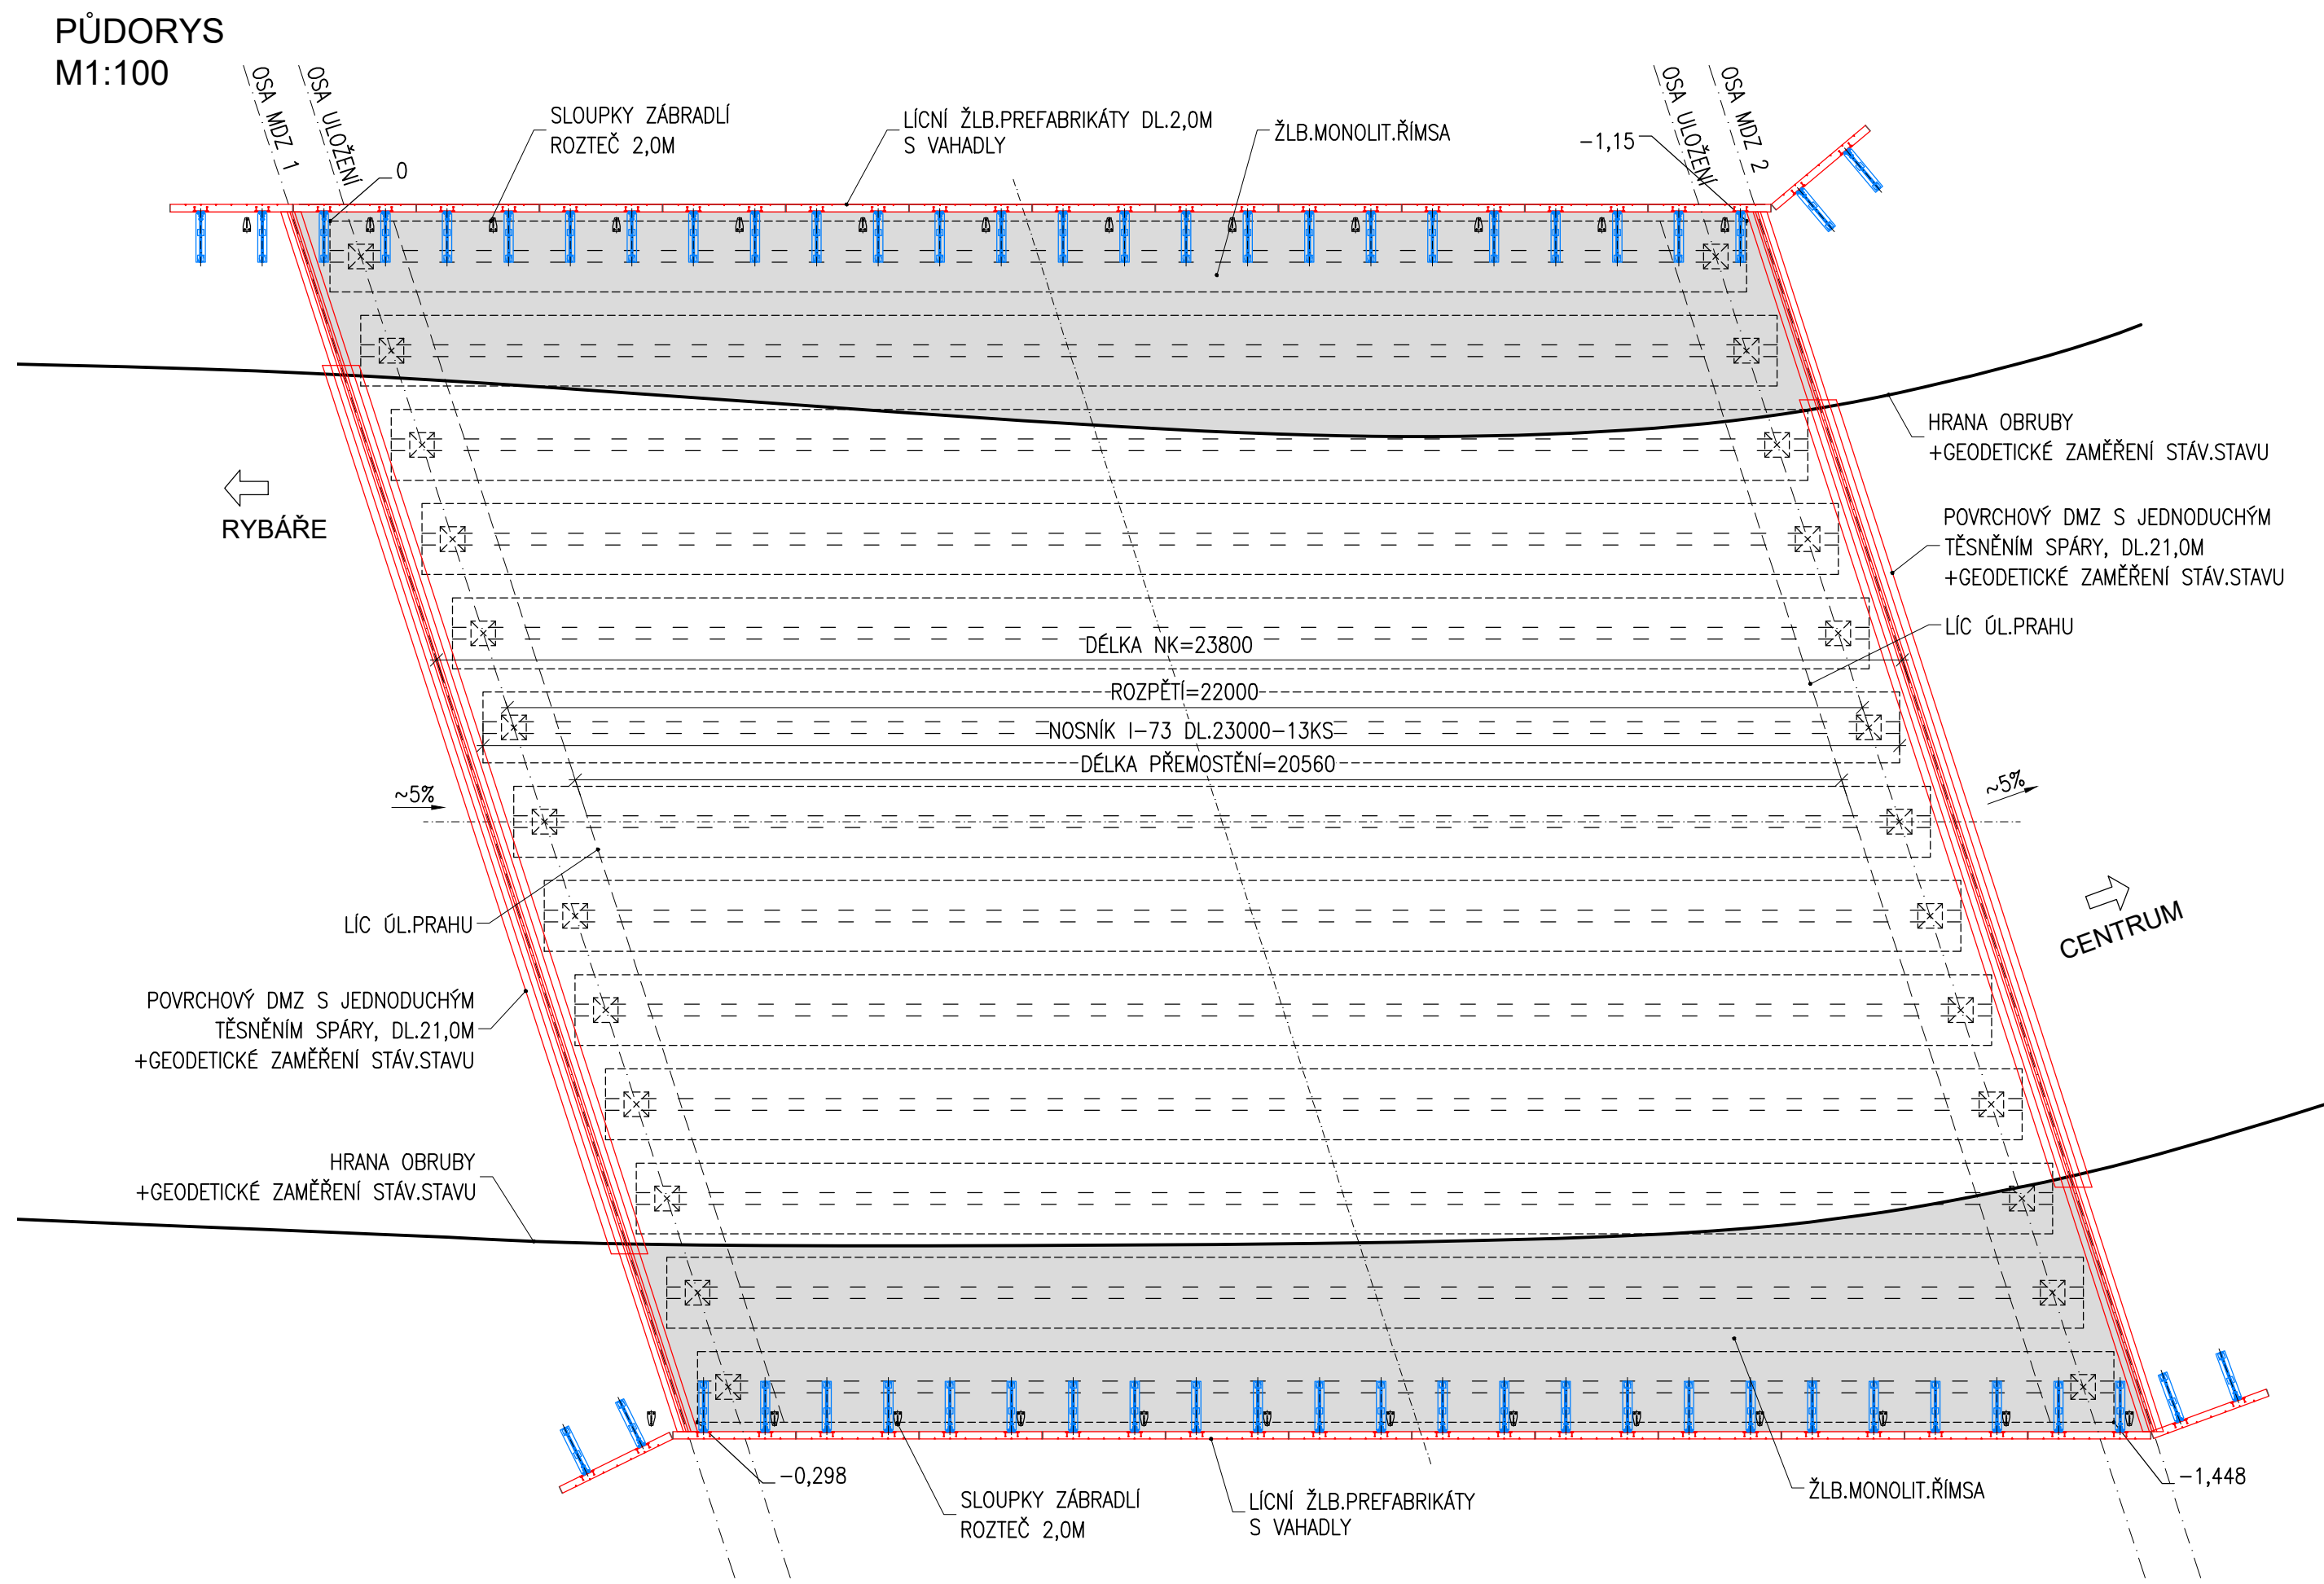 PŮDORYS
M1:100
OSA MDZ 1
OSA ULOŽENÍ
SLOUPKY ZÁBRADLÍ
ROZTEČ 2,0M
LÍCNÍ ŽLB.PREFABRIKÁTY DL.2,0M
S VAHADLY
ŽLB.MONOLIT.ŘÍMSA
-1,15
OSA ULOŽENÍ
OSA MDZ 2
0
HRANA OBRUBY
+GEODETICKÉ ZAMĚŘENÍ STÁV.STAVU
RYBÁŘE
POVRCHOVÝ DMZ S JEDNODUCHÝM
TĚSNĚNÍM SPÁRY, DL.21,0M
+GEODETICKÉ ZAMĚŘENÍ STÁV.STAVU
LÍC ÚL.PRAHU
DÉLKA NK=23800
ROZPĚTÍ=22000
NOSNÍK I-73 DL.23000-13KS
DÉLKA PŘEMOSTĚNÍ=20560
~5%
~5%
LÍC ÚL.PRAHU
CENTRUM
POVRCHOVÝ DMZ S JEDNODUCHÝM
TĚSNĚNÍM SPÁRY, DL.21,0M
+GEODETICKÉ ZAMĚŘENÍ STÁV.STAVU
HRANA OBRUBY
+GEODETICKÉ ZAMĚŘENÍ STÁV.STAVU
-0,298
SLOUPKY ZÁBRADLÍ
ROZTEČ 2,0M
LÍCNÍ ŽLB.PREFABRIKÁTY
S VAHADLY
ŽLB.MONOLIT.ŘÍMSA
-1,448